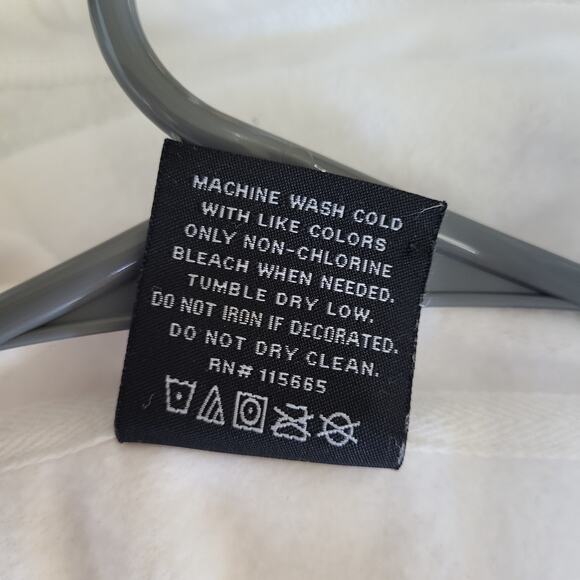 MACHINE WASH COLD
WITH LIKE COLORS
ONLY NON-CHLORINE
BLEACH WHEN NEEDED.
TUMBLE DRY LOW.
DO NOT IRON IF DECORATED.
DO NOT DRY CLEAN.
RN# 115665